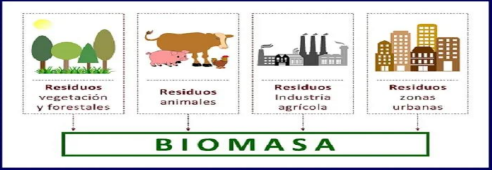 Residuos
vegetación
y forestales
Residuos
animales
Residuos
Industria
agrícola
Residuos
zonas
urbanas
BIOMASA